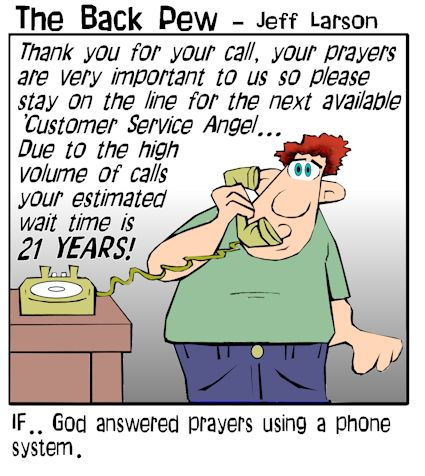 The Back Pew – Jeff Larson
Thank you for your call, your prayers
are very important to us so please
stay on the line for the next available
'Customer Service Angel...
Due to the high
volume of calls
your estimated
wait time is
21 YEARS!
IF.. God answered prayers using a phone
system.